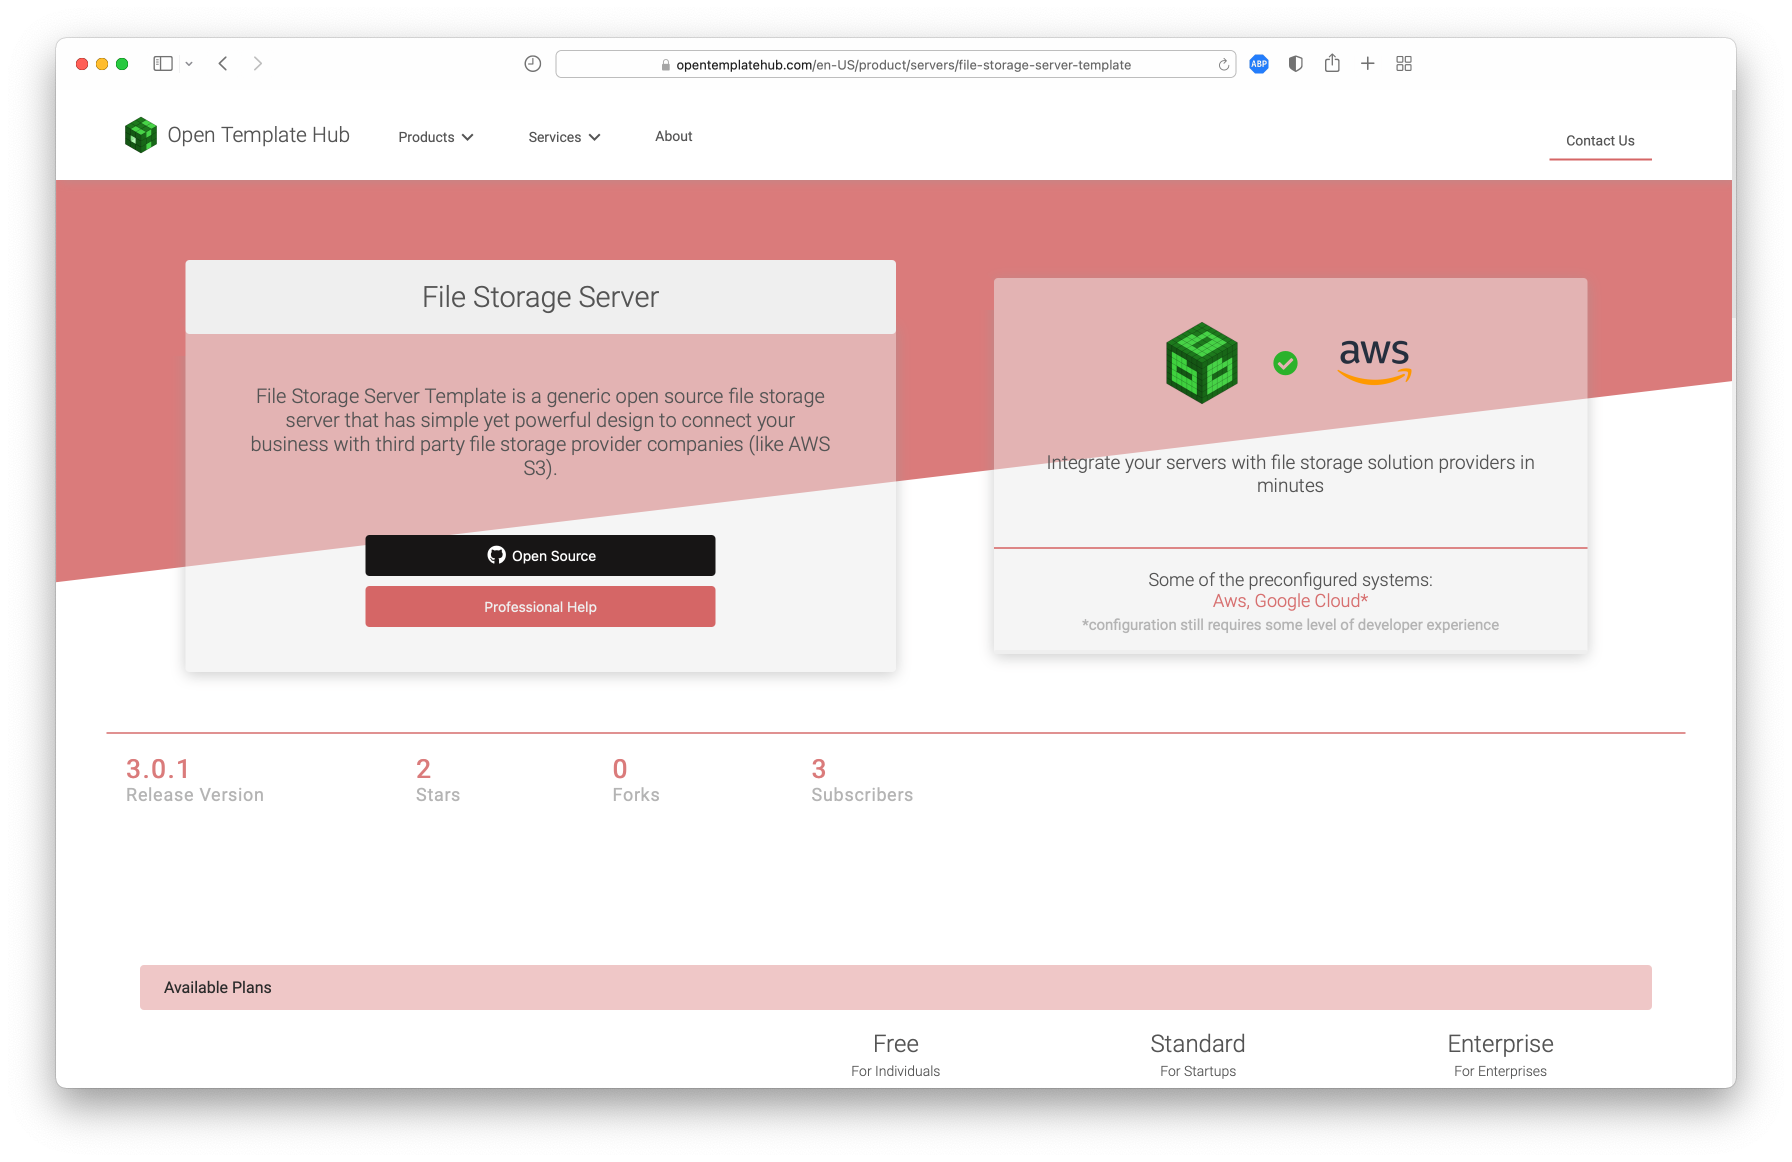 opentemplatehub.com/en-US/product/servers/file-storage-server-template
ABP
Open Template Hub
Products
Services
About
Contact Us
File Storage Server
File Storage Server Template is a generic open source file storage
server that has simple yet powerful design to connect your
business with third party file storage provider companies (like AWS
S3).
Open Source
Professional Help
aws
Integrate your servers with file storage solution providers in
minutes
Some of the preconfigured systems:
Aws, Google Cloud*
*configuration still requires some level of developer experience
3.0.1
Release Version
2
Stars
0
Forks
3
Subscribers
Available Plans
Free
For Individuals
Standard
For Startups
Enterprise
For Enterprises